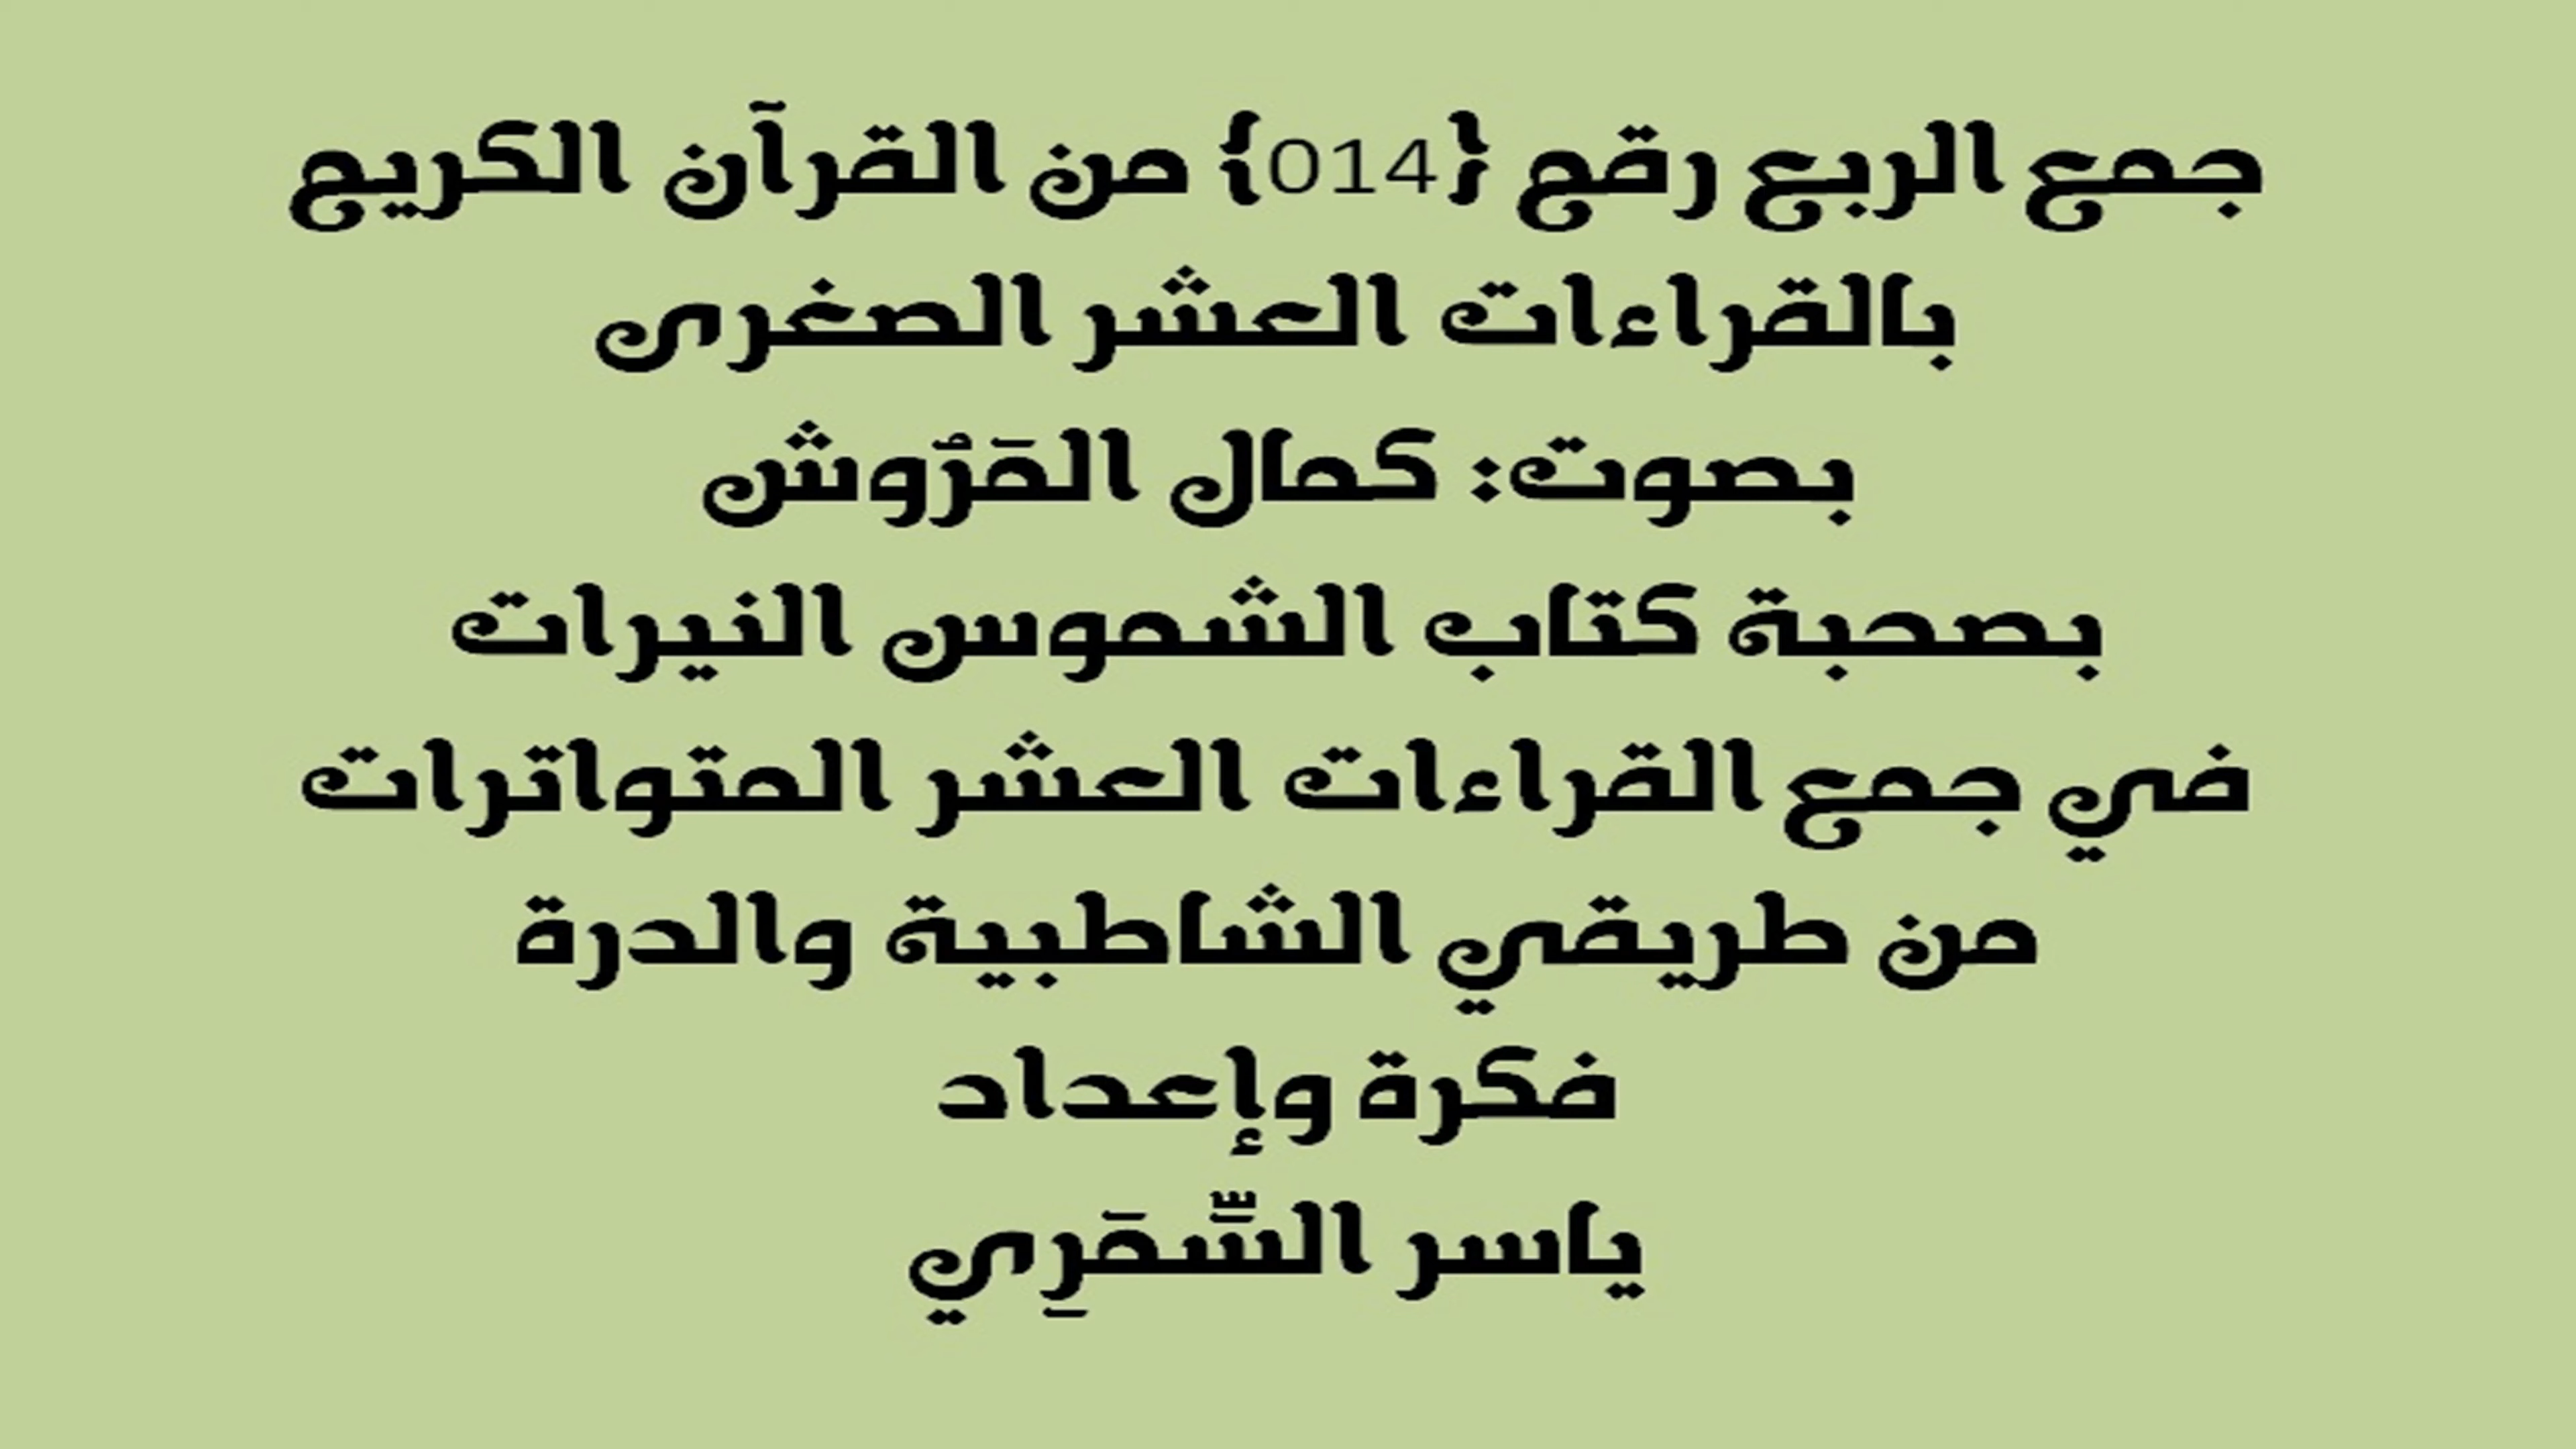 جمع الربع رقم {014} من القرآن الكريم
بالقراءات العشر الصغرى
بصوت: كمال المَرُّوش
بصحبة كتاب الشموس النيرات
في جمع القراءات العشر المتواترات
من طريقي الشاطبية والدرة
فكرة وإعداد
ياسر السَّمَرِي